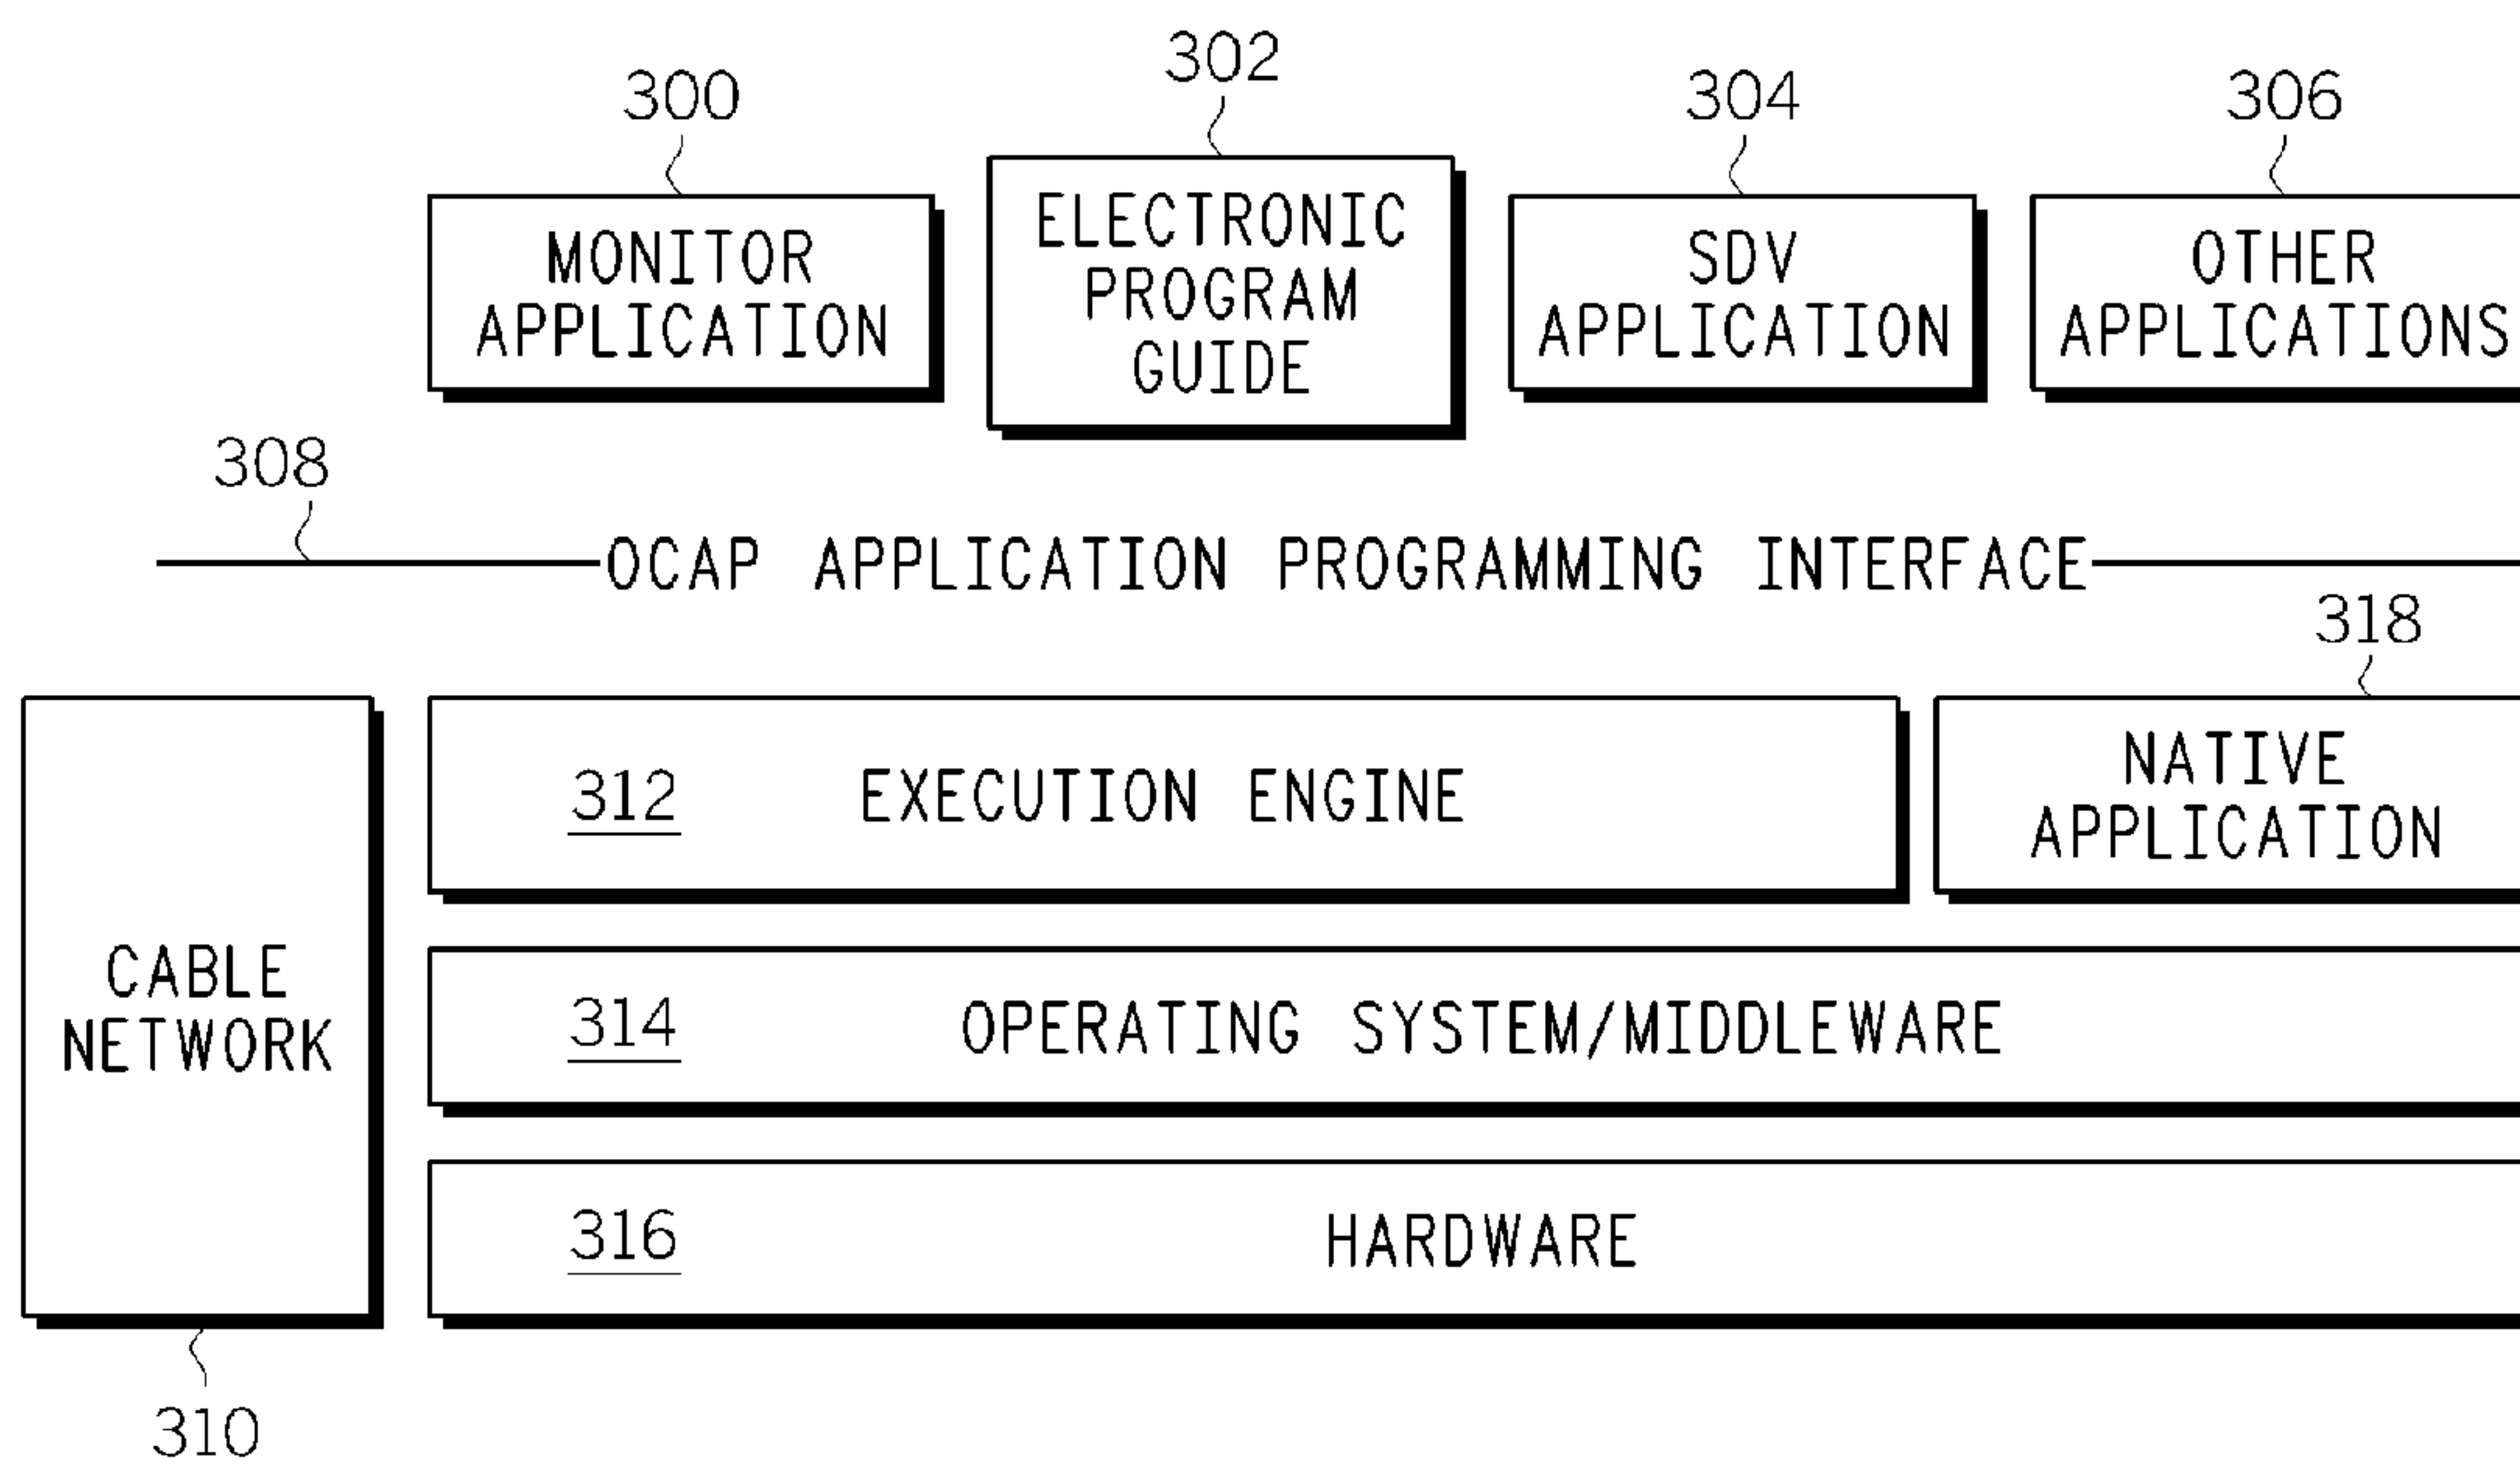 302
300
304
306
MONITOR
APPLICATION
ELECTRONIC
PROGRAM
GUIDE
SDV
APPLICATION
OTHER
APPLICATIONS
308
OCAP APPLICATION PROGRAMMING INTERFACE
318
312 EXECUTION ENGINE
NATIVE
APPLICATION
CABLE
NETWORK
314 OPERATING SYSTEM/MIDDLEWARE
316 HARDWARE
310